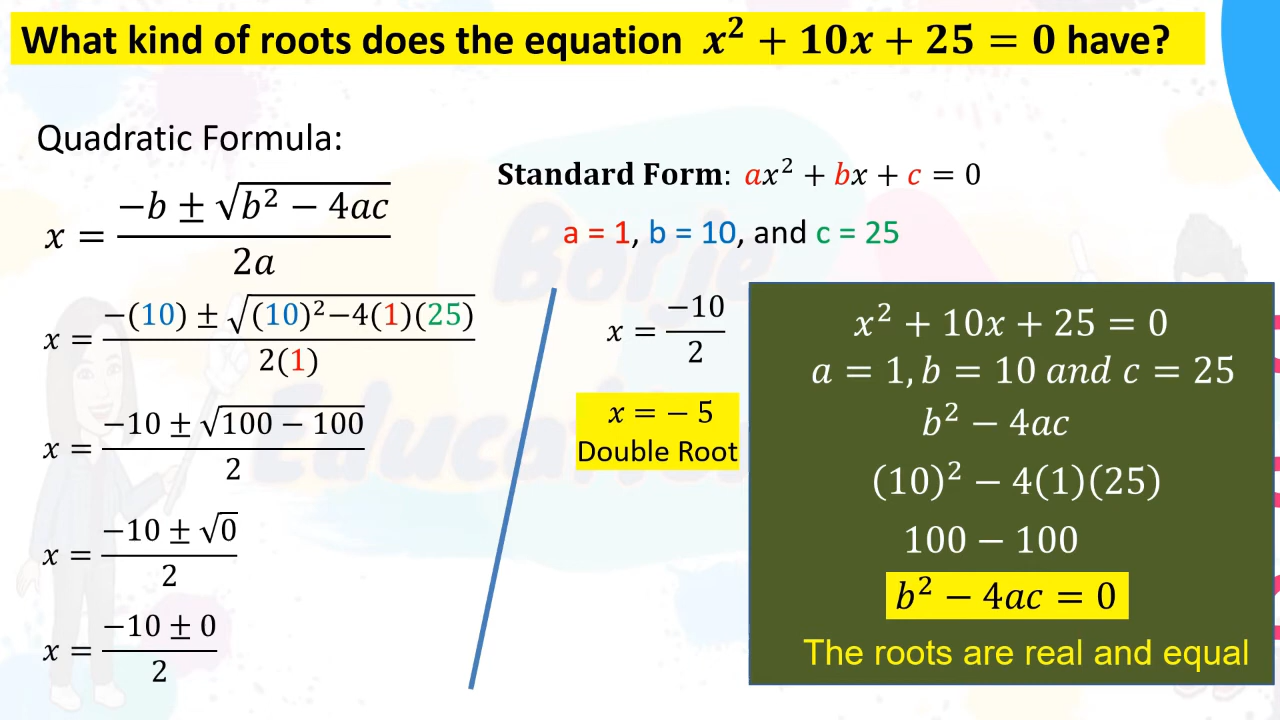 What kind of roots does the equation x² + 10x + 25 = 0 have?
Quadratic Formula:
x = (−b ± √(b² − 4ac)) / 2a
Standard Form: ax² + bx + c = 0
a = 1, b = 10, and c = 25
x = (−(10) ± √((10)²−4(1)(25))) / 2(1)
x = (−10 ± √(100 − 100)) / 2
x = (−10 ± √0) / 2
x = (−10 ± 0) / 2
x = −10 / 2
x = − 5
Double Root
x² + 10x + 25 = 0
a = 1, b = 10 and c = 25
b² − 4ac
(10)² − 4(1)(25)
100 − 100
b² − 4ac = 0
The roots are real and equal
Borje